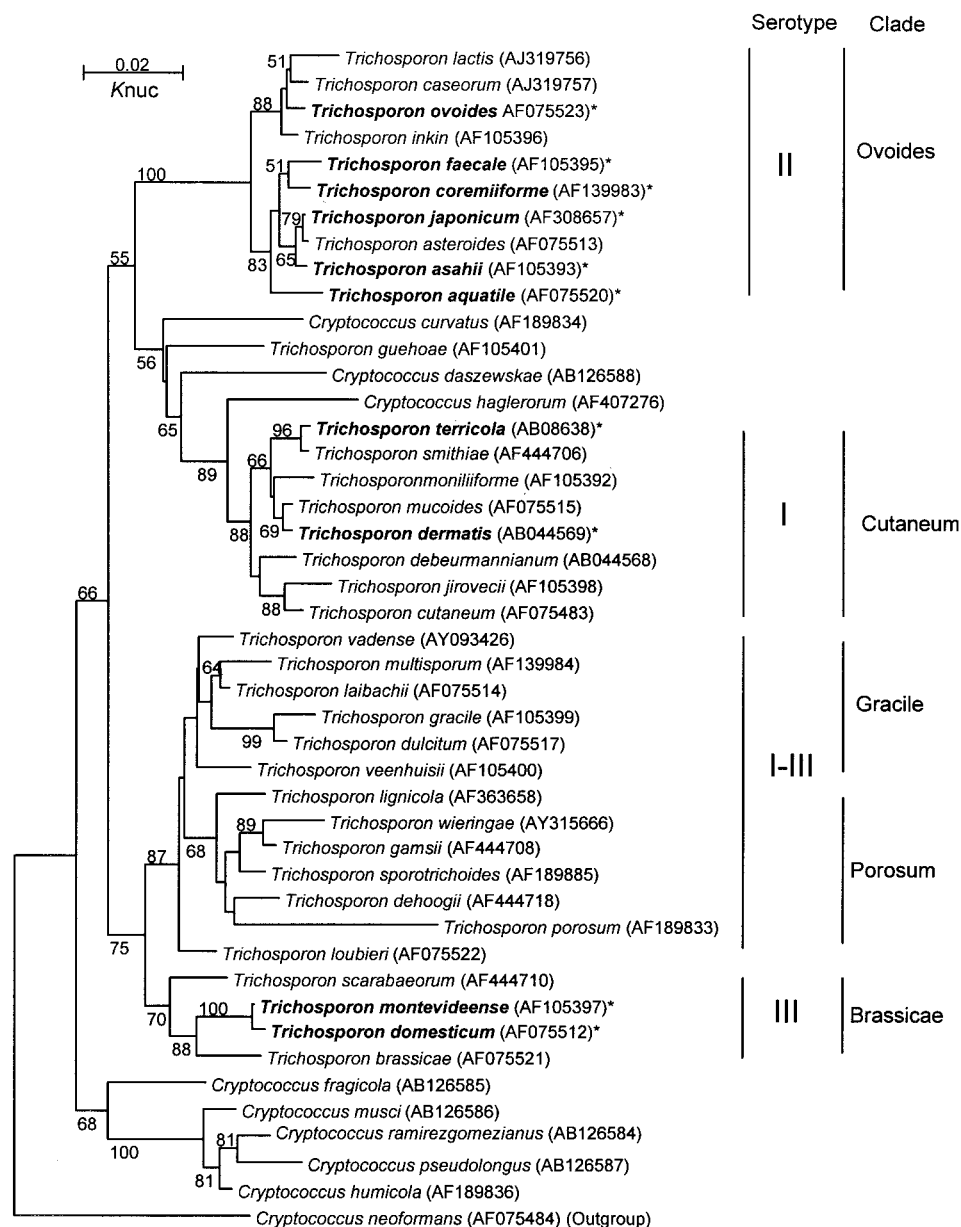 Serotype Clade
0.02
Knuc
51
Trichosporon lactis (AJ319756)
Trichosporon caseorum (AJ319757)
88
Trichosporon ovoides AF075523)*
Trichosporon inkin (AF105396)
II
Ovoides
51
Trichosporon faecale (AF105395)*
100
Trichosporon coremiiforme (AF139983)*
79
Trichosporon japonicum (AF308657)*
Trichosporon asteroides (AF075513)
55
83
65
Trichosporon asahii (AF105393)*
Trichosporon aquatile (AF075520)*
Cryptococcus curvatus (AF189834)
56
Trichosporon guehoae (AF105401)
Cryptococcus daszewskae (AB126588)
Cryptococcus haglerorum (AF407276)
65
96
Trichosporon terricola (AB08638)*
Trichosporon smithiae (AF444706)
89
66
Trichosporonmoniliiforme (AF105392)
Trichosporon mucoides (AF075515)
I
Cutaneum
88
69
Trichosporon dermatis (AB044569)*
Trichosporon debeurmannianum (AB044568)
Trichosporon jirovecii (AF105398)
88
Trichosporon cutaneum (AF075483)
66
Trichosporon vadense (AY093426)
64
Trichosporon multisporum (AF139984)
Trichosporon laibachii (AF075514)
Gracile
Trichosporon gracile (AF105399)
99
Trichosporon dulcitum (AF075517)
Trichosporon veenhuisii (AF105400)
I-III
Trichosporon lignicola (AF363658)
89
Trichosporon wieringae (AY315666)
68
Trichosporon gamsii (AF444708)
87
Trichosporon sporotrichoides (AF189885)
Porosum
Trichosporon dehoogii (AF444718)
Trichosporon porosum (AF189833)
75
Trichosporon loubieri (AF075522)
Trichosporon scarabaeorum (AF444710)
100
Trichosporon montevideense (AF105397)*
III
Brassicae
70
Trichosporon domesticum (AF075512)*
88
Trichosporon brassicae (AF075521)
Cryptococcus fragicola (AB126585)
68
Cryptococcus musci (AB126586)
100
81
Cryptococcus ramirezgomezianus (AB126584)
Cryptococcus pseudolongus (AB126587)
81
Cryptococcus humicola (AF189836)
Cryptococcus neoformans (AF075484) (Outgroup)